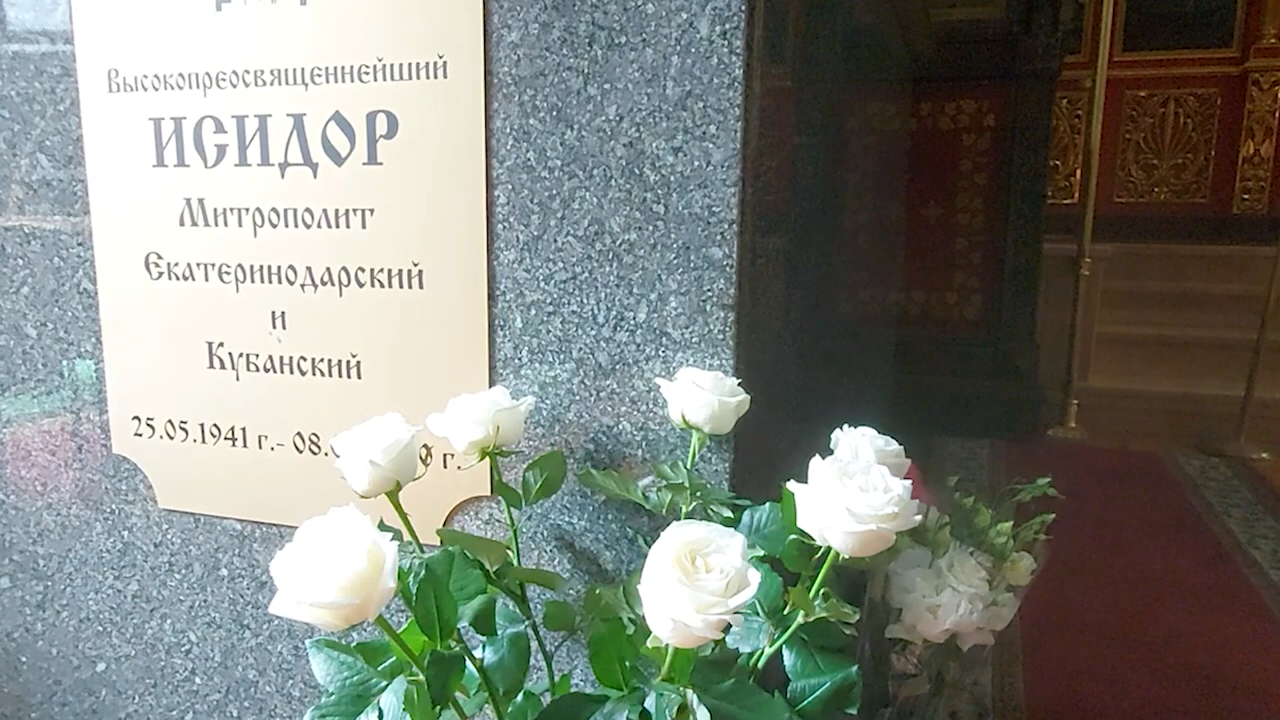 Высокопреосвященнейший
ИСИДОР
Митрополит
Екатеринодарский
и
Кубанский
25.05.1941 г.- 08. г.